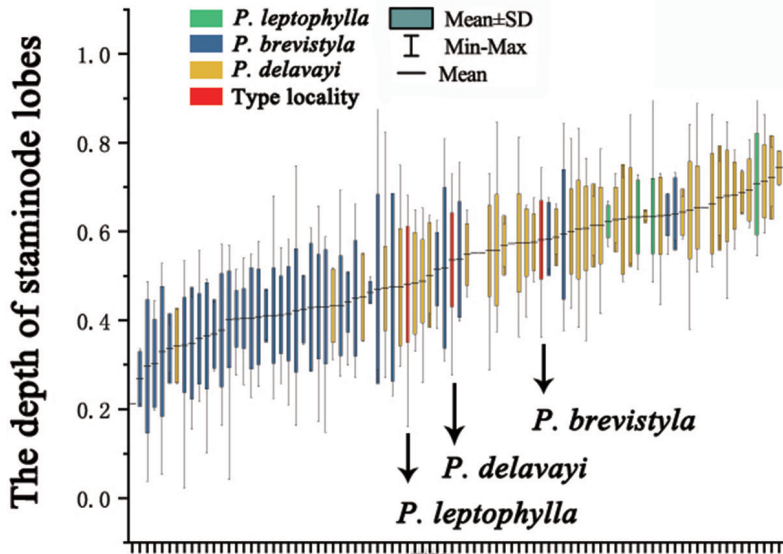 P. leptophylla
P. brevistyla
P. delavayi
Type locality
Mean±SD
Min-Max
Mean
The depth of staminode lobes
1.0
0.8
0.6
0.4
0.2
0.0
P. brevistyla
P. delavayi
P. leptophylla